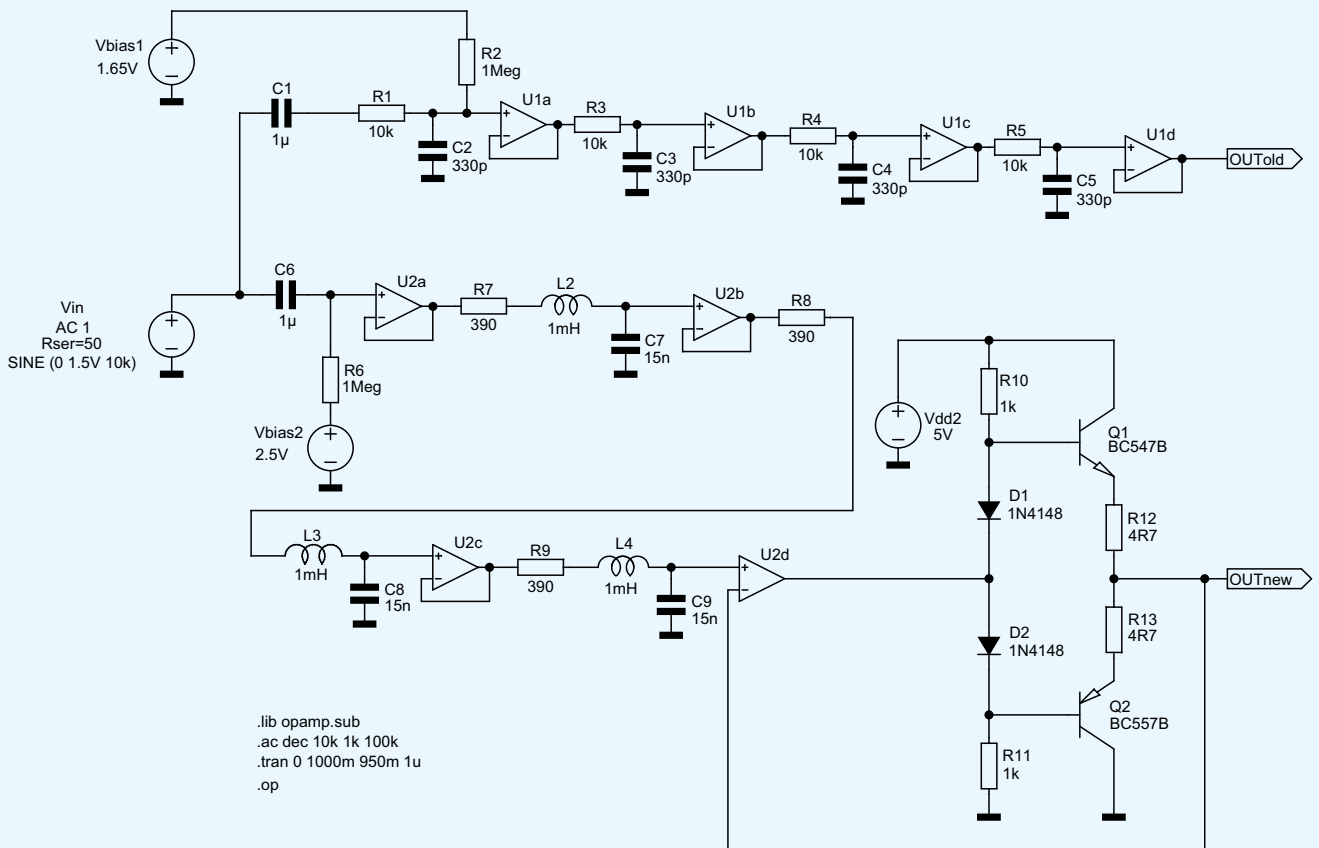 Vbias1
1.65V
R2
1Meg
C1
1µ
R1
10k
C2
330p
U1a
R3
10k
C3
330p
U1b
R4
10k
C4
330p
U1c
R5
10k
C5
330p
U1d
OUTold
Vin
AC 1
Rser=50
SINE (0 1.5V 10k)
C6
1µ
R6
1Meg
Vbias2
2.5V
U2a
R7
390
L2
1mH
C7
15n
U2b
R8
390
Vdd2
5V
R10
1k
Q1
BC547B
D1
1N4148
R12
4R7
L3
1mH
C8
15n
U2c
R9
390
L4
1mH
C9
15n
U2d
OUTnew
D2
1N4148
R13
4R7
Q2
BC557B
R11
1k
.lib opamp.sub
.ac dec 10k 1k 100k
.tran 0 1000m 950m 1u
.op
+
−
+
−
+
−
+
−
+
−
+
−
+
−
+
−
+
−
+
−
+
−
+
−